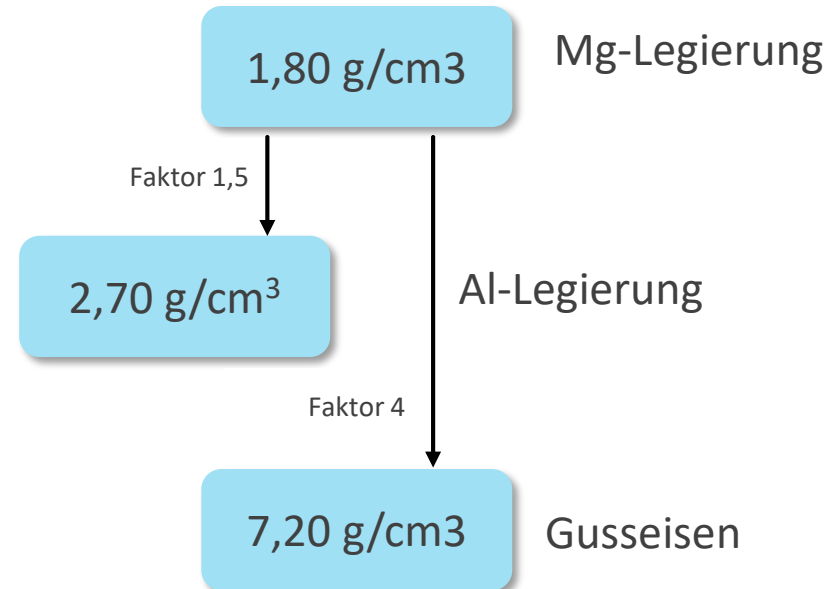 1,80 g/cm3
Mg-Legierung
Faktor 1,5
2,70 g/cm³
Al-Legierung
Faktor 4
7,20 g/cm3
Gusseisen